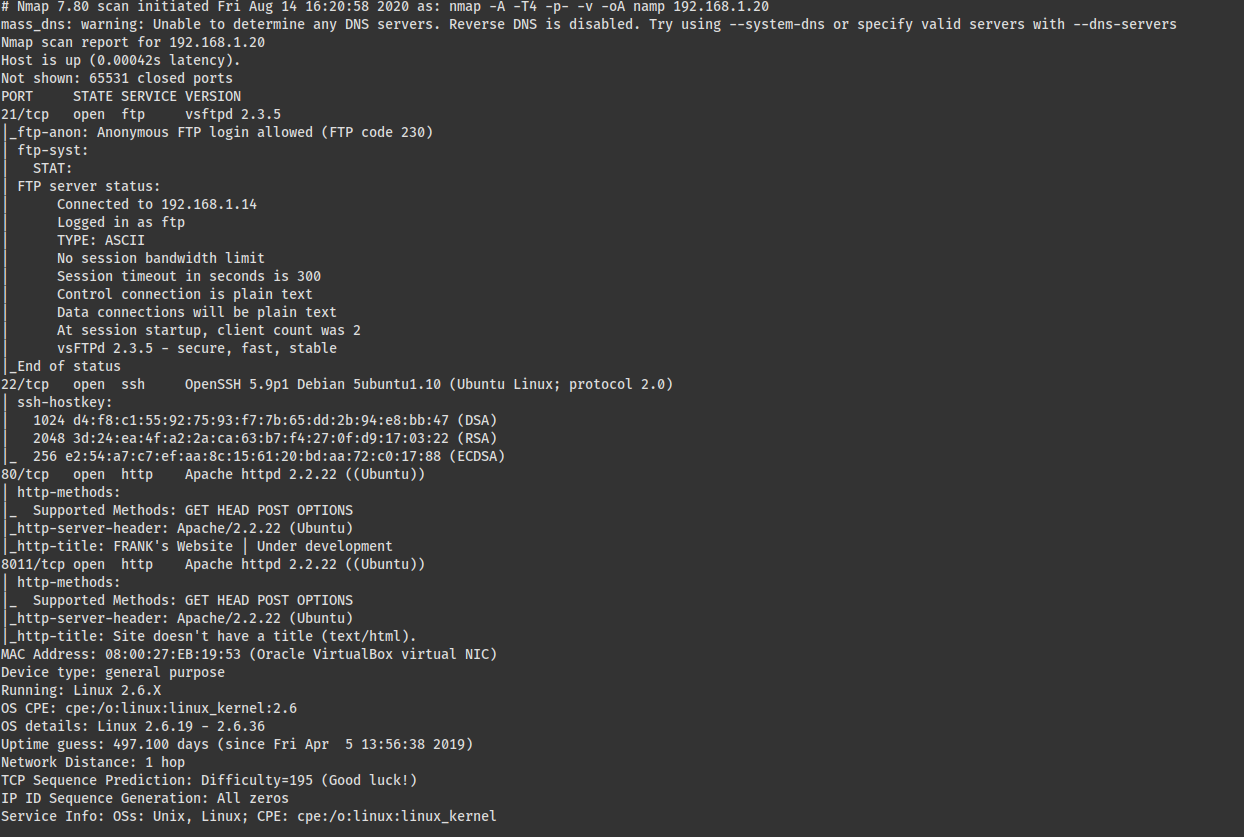 # Nmap 7.80 scan initiated Fri Aug 14 16:20:58 2020 as: nmap -A -T4 -p- -v -oA namp 192.168.1.20
mass_dns: warning: Unable to determine any DNS servers. Reverse DNS is disabled. Try using --system-dns or specify valid servers with --dns-servers
Nmap scan report for 192.168.1.20
Host is up (0.00042s latency).
Not shown: 65531 closed ports
PORT     STATE SERVICE VERSION
21/tcp   open  ftp     vsftpd 2.3.5
|_ftp-anon: Anonymous FTP login allowed (FTP code 230)
| ftp-syst:
|   STAT:
| FTP server status:
|      Connected to 192.168.1.14
|      Logged in as ftp
|      TYPE: ASCII
|      No session bandwidth limit
|      Session timeout in seconds is 300
|      Control connection is plain text
|      Data connections will be plain text
|      At session startup, client count was 2
|      vsFTPd 2.3.5 - secure, fast, stable
|_End of status
22/tcp   open  ssh     OpenSSH 5.9p1 Debian 5ubuntu1.10 (Ubuntu Linux; protocol 2.0)
| ssh-hostkey:
|   1024 d4:f8:c1:55:92:75:93:f7:7b:65:dd:2b:94:e8:bb:47 (DSA)
|   2048 3d:24:ea:4f:a2:2a:ca:63:b7:f4:27:0f:d9:17:03:22 (RSA)
|_  256 e2:54:a7:c7:ef:aa:8c:15:61:20:bd:aa:72:c0:17:88 (ECDSA)
80/tcp   open  http    Apache httpd 2.2.22 ((Ubuntu))
| http-methods:
|_  Supported Methods: GET HEAD POST OPTIONS
|_http-server-header: Apache/2.2.22 (Ubuntu)
|_http-title: FRANK's Website | Under development
8011/tcp open  http    Apache httpd 2.2.22 ((Ubuntu))
| http-methods:
|_  Supported Methods: GET HEAD POST OPTIONS
|_http-server-header: Apache/2.2.22 (Ubuntu)
|_http-title: Site doesn't have a title (text/html).
MAC Address: 08:00:27:EB:19:53 (Oracle VirtualBox virtual NIC)
Device type: general purpose
Running: Linux 2.6.X
OS CPE: cpe:/o:linux:linux_kernel:2.6
OS details: Linux 2.6.19 - 2.6.36
Uptime guess: 497.100 days (since Fri Apr  5 13:56:38 2019)
Network Distance: 1 hop
TCP Sequence Prediction: Difficulty=195 (Good luck!)
IP ID Sequence Generation: All zeros
Service Info: OSs: Unix, Linux; CPE: cpe:/o:linux:linux_kernel